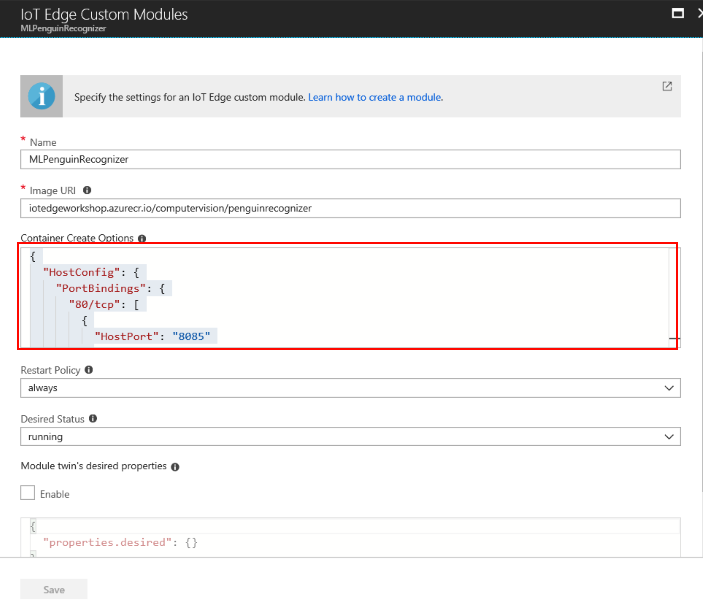 IoT Edge Custom Modules
MLPenguinRecognizer
Specify the settings for an IoT Edge custom module. Learn how to create a module.
* Name
MLPenguinRecognizer
* Image URI
iotedgeworkshop.azurecr.io/computervision/penguinrecognizer
Container Create Options
{
"HostConfig": {
"PortBindings": {
"80/tcp": [
{
"HostPort": "8085"
Restart Policy
always
Desired Status
running
Module twin's desired properties
Enable
{
"properties.desired": {}
}
Save